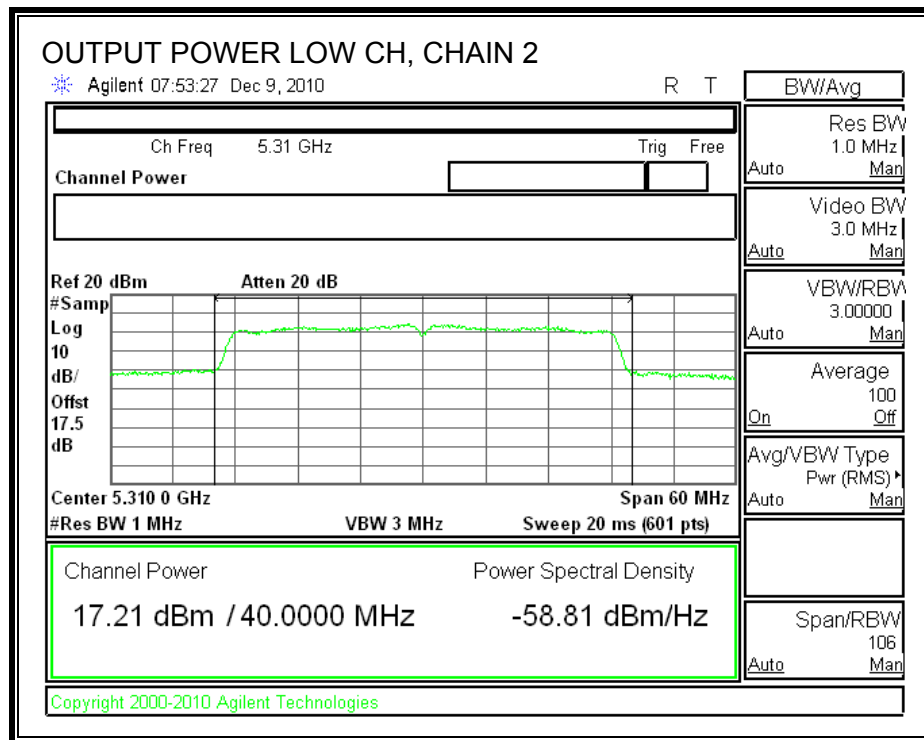 OUTPUT POWER LOW CH, CHAIN 2
Agilent 07:53:27 Dec 9, 2010
R T
Ch Freq 5.31 GHz
Trig Free
Channel Power
Ref 20 dBm
Atten 20 dB
#Samp
Log
10
dB/
Offst
17.5
dB
Center 5.310 0 GHz
Span 60 MHz
#Res BW 1 MHz
VBW 3 MHz
Sweep 20 ms (601 pts)
Channel Power
Power Spectral Density
17.21 dBm / 40.0000 MHz
-58.81 dBm/Hz
Copyright 2000-2010 Agilent Technologies
BW/Avg
Res BW
1.0 MHz
Auto Man
Video BW
3.0 MHz
Auto Man
VBW/RBW
3.00000
Auto Man
Average
100
On Off
Avg/VBW Type
Pwr (RMS)
Auto Man
Span/RBW
106
Auto Man